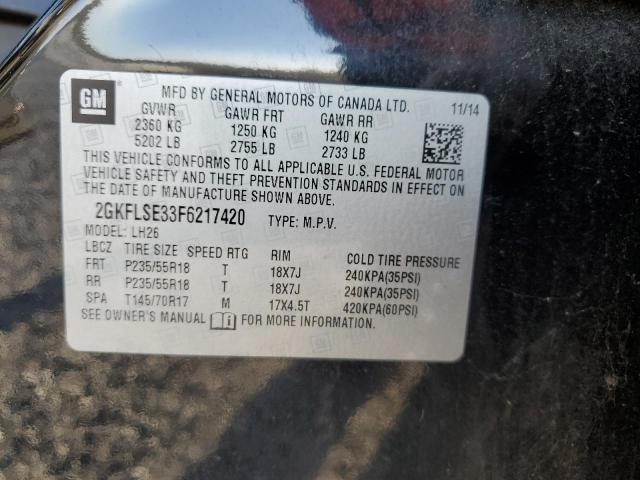 GM
MFD BY GENERAL MOTORS OF CANADA LTD.
11/14
GVWR GAWR FRT GAWR RR
2360 KG 1250 KG 1240 KG
5202 LB 2755 LB 2733 LB
THIS VEHICLE CONFORMS TO ALL APPLICABLE U.S. FEDERAL MOTOR
VEHICLE SAFETY AND THEFT PREVENTION STANDARDS IN EFFECT ON
THE DATE OF MANUFACTURE SHOWN ABOVE.
2GKFLSE33F6217420 TYPE: M.P.V.
MODEL: LH26
LBCZ TIRE SIZE SPEED RTG RIM COLD TIRE PRESSURE
FRT P235/55R18 T 18X7J 240KPA(35PSI)
RR P235/55R18 T 18X7J 240KPA(35PSI)
SPA T145/70R17 M 17X4.5T 420KPA(60PSI)
SEE OWNER'S MANUAL i FOR MORE INFORMATION.